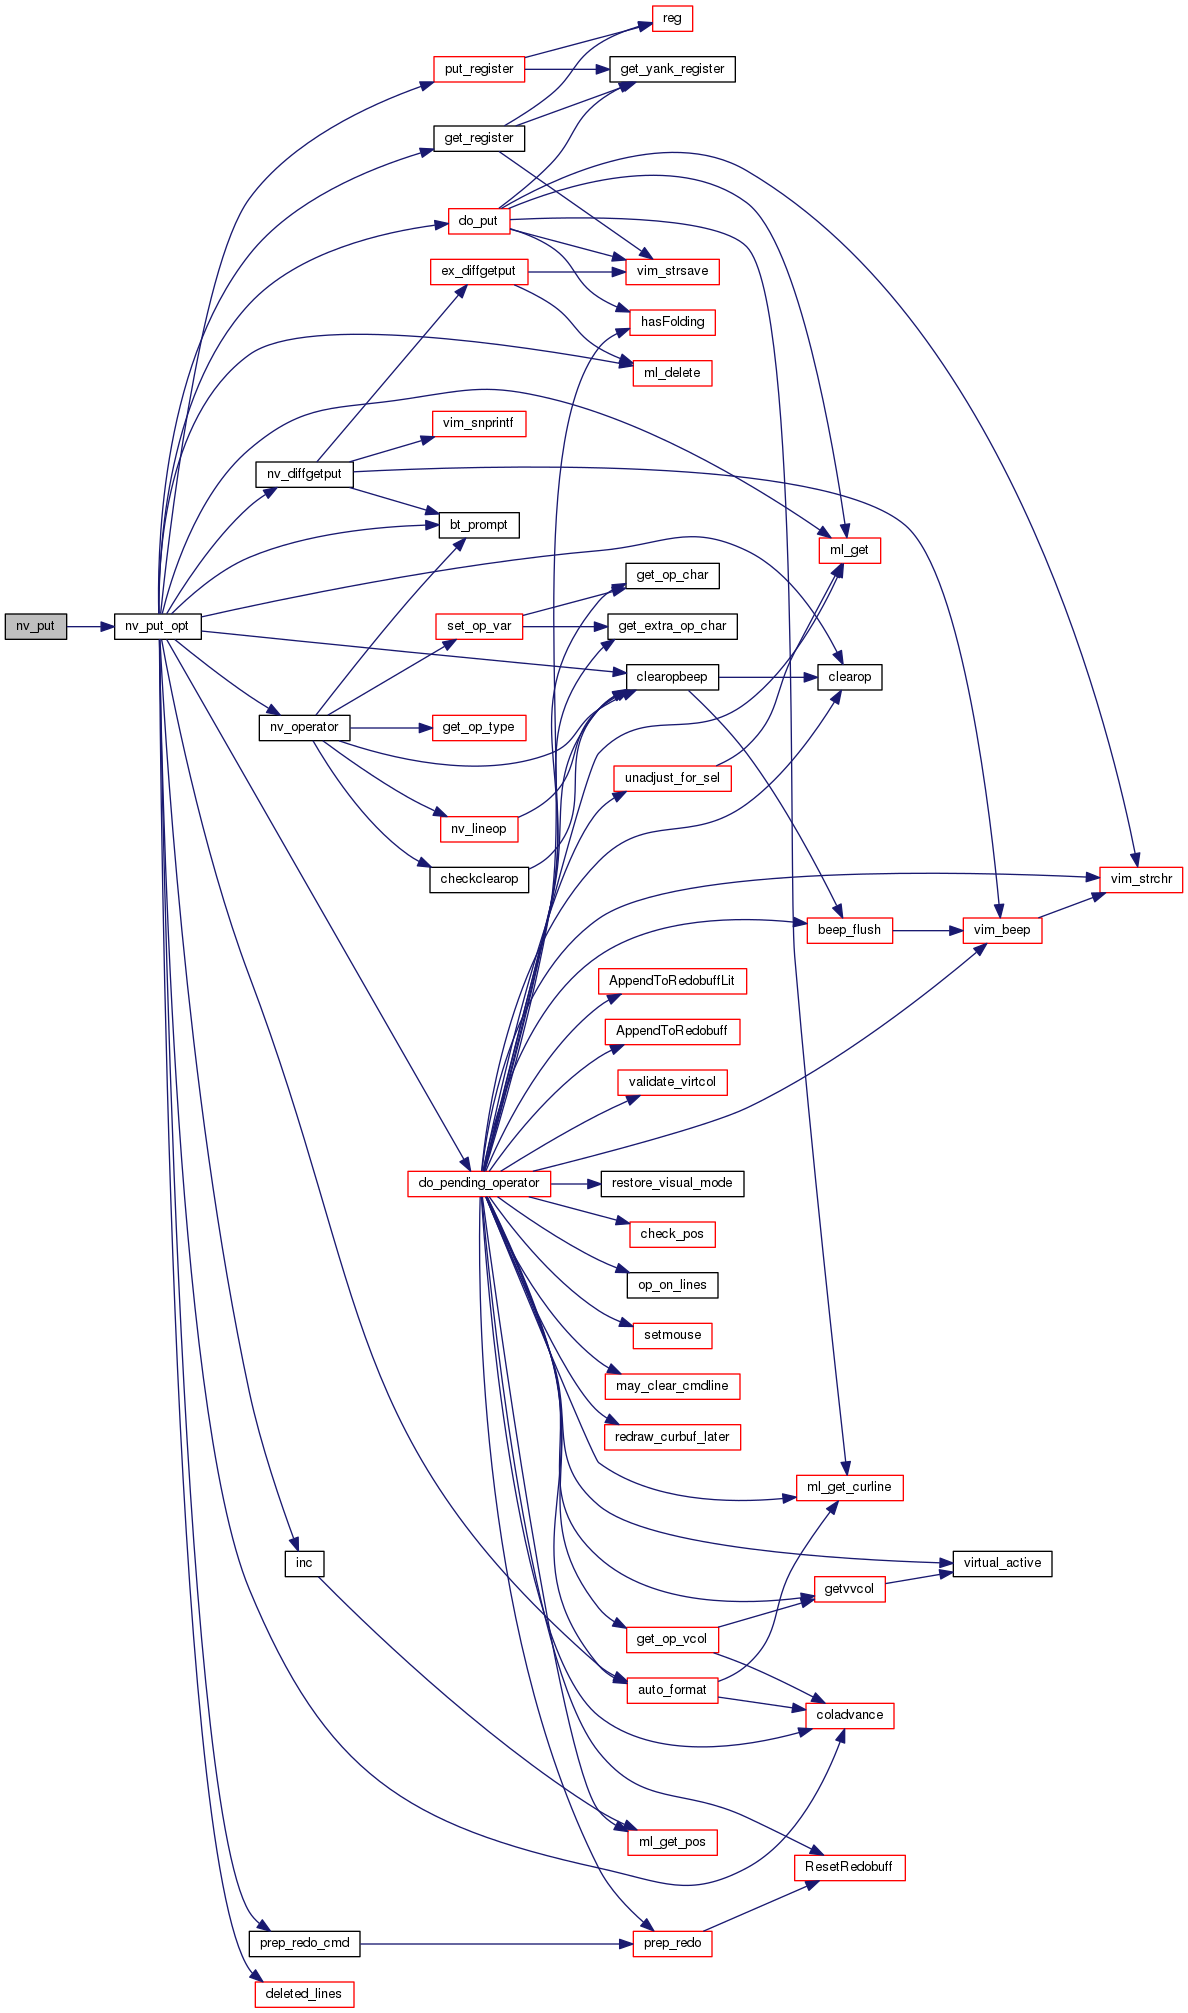 reg
put_register
get_yank_register
get_register
do_put
ex_diffgetput
vim_strsave
hasFolding
ml_delete
vim_snprintf
nv_diffgetput
bt_prompt
ml_get
get_op_char
nv_put
nv_put_opt
set_op_var
get_extra_op_char
clearopbeep
clearop
nv_operator
get_op_type
unadjust_for_sel
nv_lineop
checkclearop
vim_strchr
beep_flush
vim_beep
AppendToRedobuffLit
AppendToRedobuff
validate_virtcol
do_pending_operator
restore_visual_mode
check_pos
op_on_lines
setmouse
may_clear_cmdline
redraw_curbuf_later
ml_get_curline
inc
virtual_active
getvvcol
get_op_vcol
auto_format
coladvance
ml_get_pos
ResetRedobuff
prep_redo_cmd
prep_redo
deleted_lines